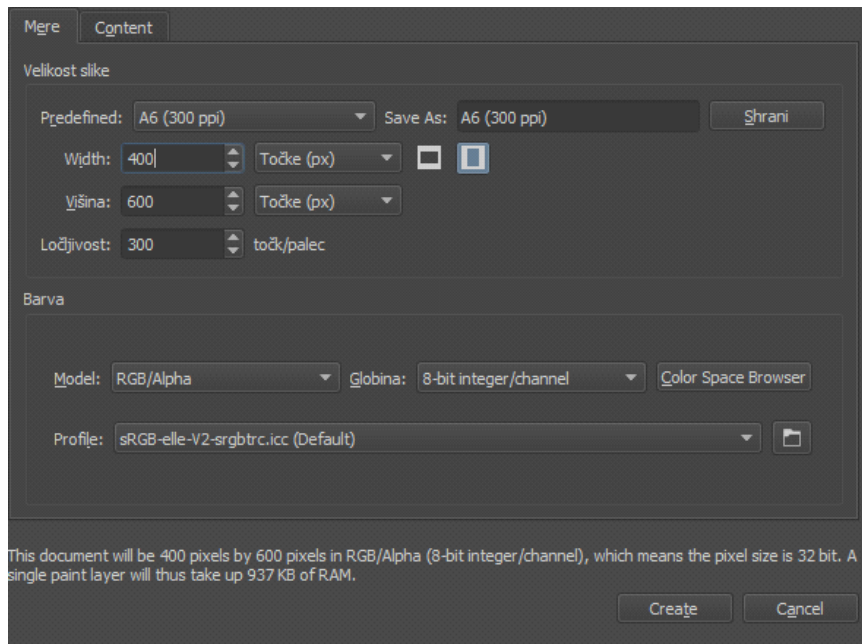 Mere Content
Velikost slike
Predefined: A6 (300 ppi) Save As: A6 (300 ppi) Shrani
Width: 400 Točke (px)
Višina: 600 Točke (px)
Ločljivost: 300 točk/palec
Barva
Model: RGB/Alpha Globina: 8-bit integer/channel Color Space Browser
Profile: sRGB-elle-V2-srgbtrc.icc (Default)
This document will be 400 pixels by 600 pixels in RGB/Alpha (8-bit integer/channel), which means the pixel size is 32 bit. A
single paint layer will thus take up 937 KB of RAM.
Create Cancel